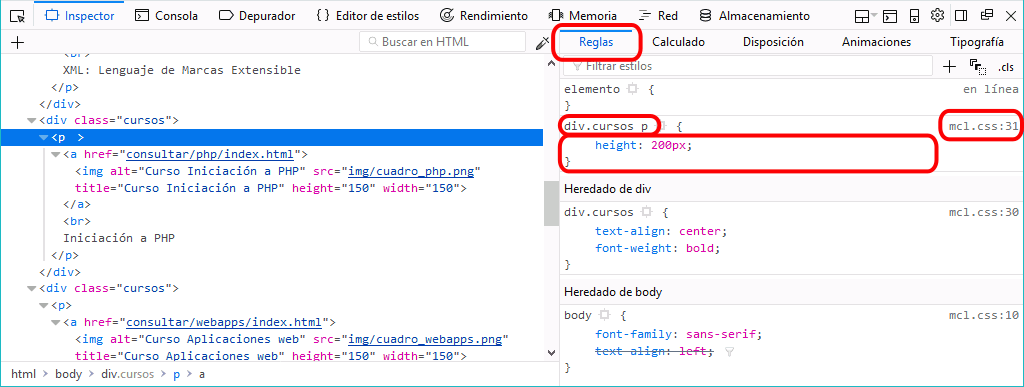 Inspector Consola Depurador Editor de estilos Rendimiento Memoria Red Almacenamiento
Buscar en HTML
<br>
XML: Lenguaje de Marcas Extensible
</p>
</div>
<div class="cursos">
<p >
<a href="consultar/php/index.html">
<img alt="Curso Iniciación a PHP" src="img/cuadro_php.png"
title="Curso Iniciación a PHP" height="150" width="150">
</a>
<br>
Iniciación a PHP
</p>
</div>
<div class="cursos">
<p>
<a href="consultar/webapps/index.html">
<img alt="Curso Aplicaciones web" src="img/cuadro_webapps.png"
title="Curso Aplicaciones web" height="150" width="150">
html > body > div.cursos > p > a
Reglas Calculado Disposición Animaciones Tipografía
Filtrar estilos .cls
elemento { en línea
}
div.cursos p { mcl.css:31
height: 200px;
}
Heredado de div
div.cursos { mcl.css:30
text-align: center;
font-weight: bold;
}
Heredado de body
body { mcl.css:10
font-family: sans-serif;
text-align: left;
}